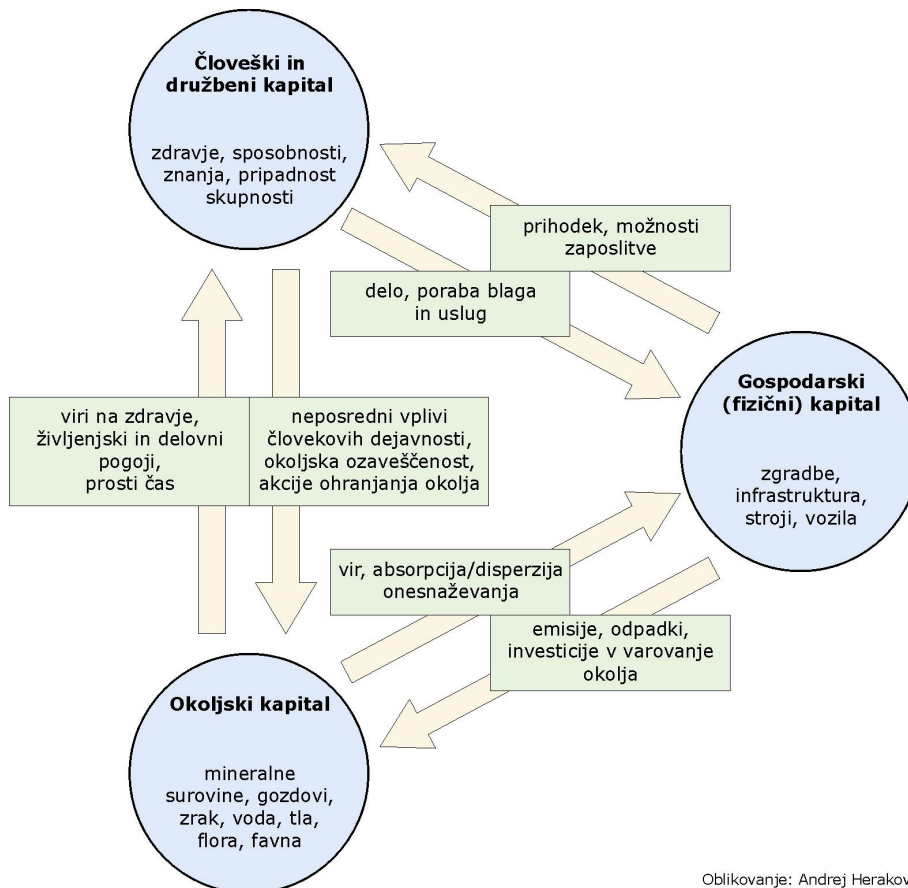 Človeški in
družbeni kapital
zdravje, sposobnosti,
znanja, pripadnost
skupnosti
prihodek, možnosti
zaposlitve
delo, poraba blaga
in uslug
Gospodarski
(fizični) kapital
zgradbe,
infrastruktura,
stroji, vozila
viri na zdravje,
življenjski in delovni
pogoji,
prosti čas
neposredni vplivi
človekovih dejavnosti,
okoljska ozaveščenost,
akcije ohranjanja okolja
vir, absorpcija/disperzija
onesnaževanja
emisije, odpadki,
investicije v varovanje
okolja
Okoljski kapital
mineralne
surovine, gozdovi,
zrak, voda, tla,
flora, favna
Oblikovanje: Andrej Herakov